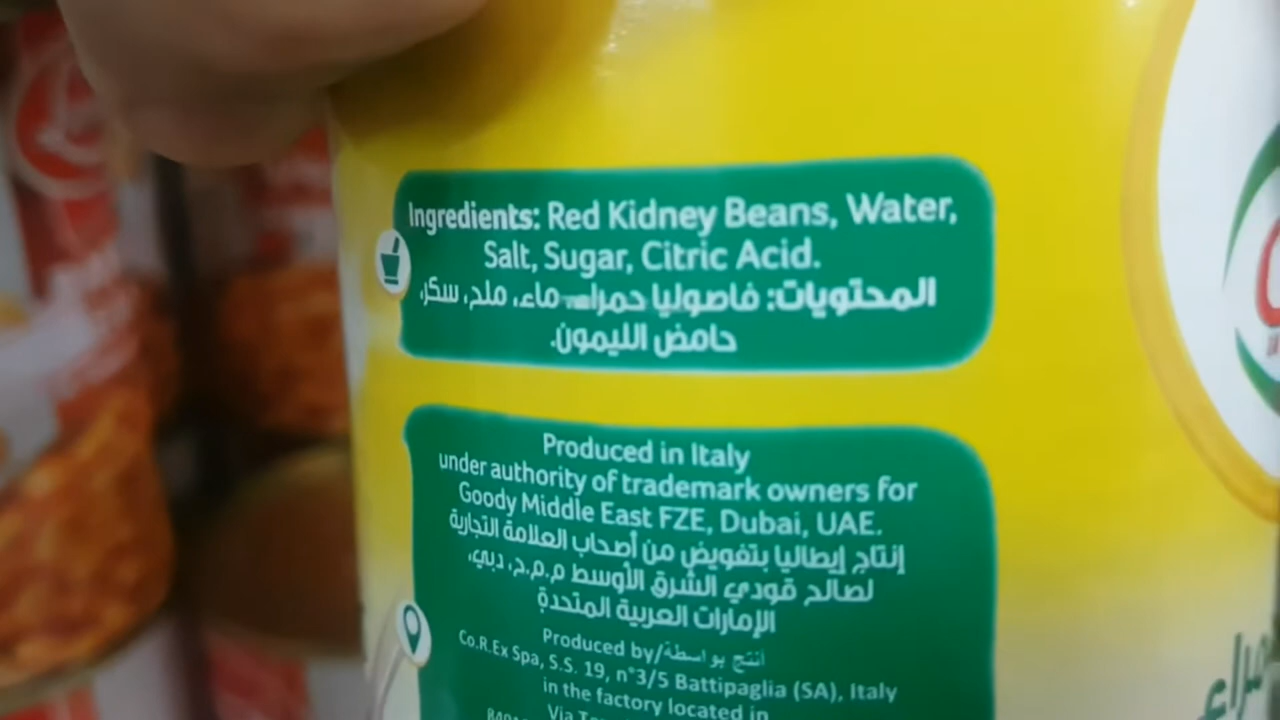 Ingredients: Red Kidney Beans, Water,
Salt, Sugar, Citric Acid.
المحتويات: فاصوليا حمراء، ماء، ملح، سكر،
حامض الليمون.
Produced in Italy
under authority of trademark owners for
Goody Middle East FZE, Dubai, UAE.
إنتاج إيطاليا بتفويض من أصحاب العلامة التجارية
لصالح قودي الشرق الأوسط م.م.ح، دبي،
الإمارات العربية المتحدة
Produced by/أنتج بواسطة
Co.R.Ex Spa, S.S. 19, n°3/5 Battipaglia (SA), Italy
in the factory located in
Via